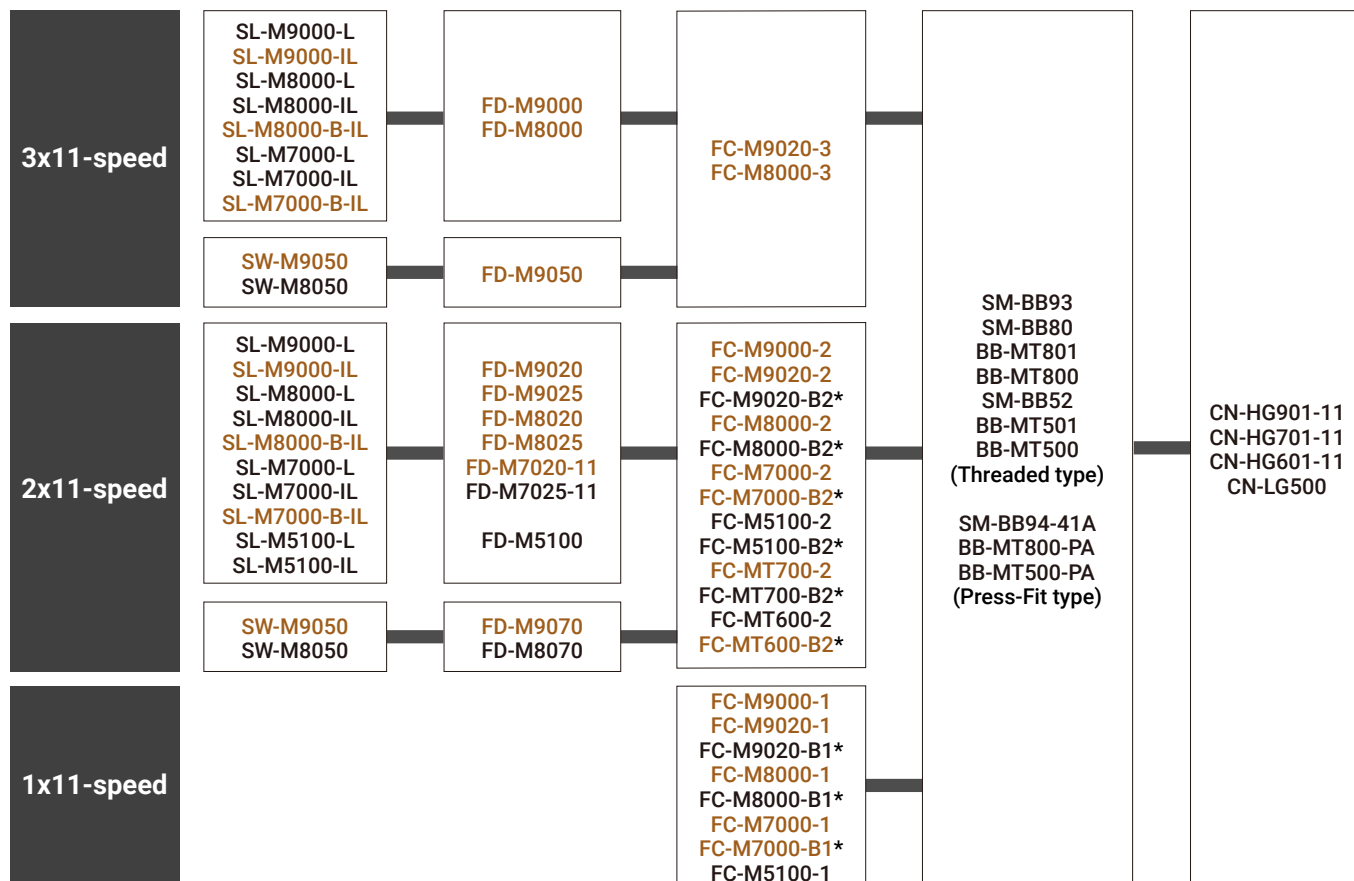 3x11-speed
SL-M9000-L
SL-M9000-IL
SL-M8000-L
SL-M8000-IL
SL-M8000-B-IL
SL-M7000-L
SL-M7000-IL
SL-M7000-B-IL
FD-M9000
FD-M8000
SW-M9050
SW-M8050
FD-M9050
FC-M9020-3
FC-M8000-3
2x11-speed
SL-M9000-L
SL-M9000-IL
SL-M8000-L
SL-M8000-IL
SL-M8000-B-IL
SL-M7000-L
SL-M7000-IL
SL-M7000-B-IL
SL-M5100-L
SL-M5100-IL
FD-M9020
FD-M9025
FD-M8020
FD-M8025
FD-M7020-11
FD-M7025-11
FD-M5100
SW-M9050
SW-M8050
FD-M9070
FD-M8070
FC-M9000-2
FC-M9020-2
FC-M9020-B2*
FC-M8000-2
FC-M8000-B2*
FC-M7000-2
FC-M7000-B2*
FC-M5100-2
FC-M5100-B2*
FC-MT700-2
FC-MT700-B2*
FC-MT600-2
FC-MT600-B2*
1x11-speed
FC-M9000-1
FC-M9020-1
FC-M9020-B1*
FC-M8000-1
FC-M8000-B1*
FC-M7000-1
FC-M7000-B1*
FC-M5100-1
SM-BB93
SM-BB80
BB-MT801
BB-MT800
SM-BB52
BB-MT501
BB-MT500
(Threaded type)
SM-BB94-41A
BB-MT800-PA
BB-MT500-PA
(Press-Fit type)
CN-HG901-11
CN-HG701-11
CN-HG601-11
CN-LG500